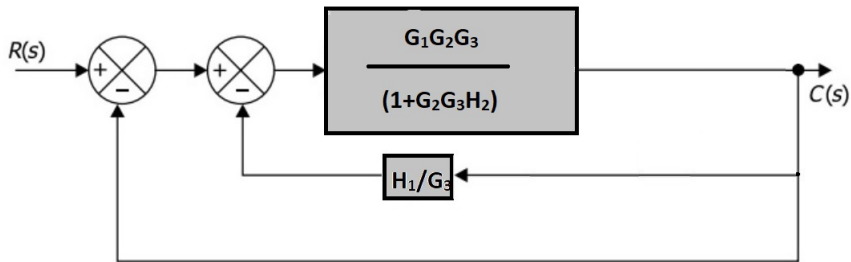 G₁G₂G₃
R(s)
+
+
−
−
(1+G₂G₃H₂)
C(s)
H₁/G₃